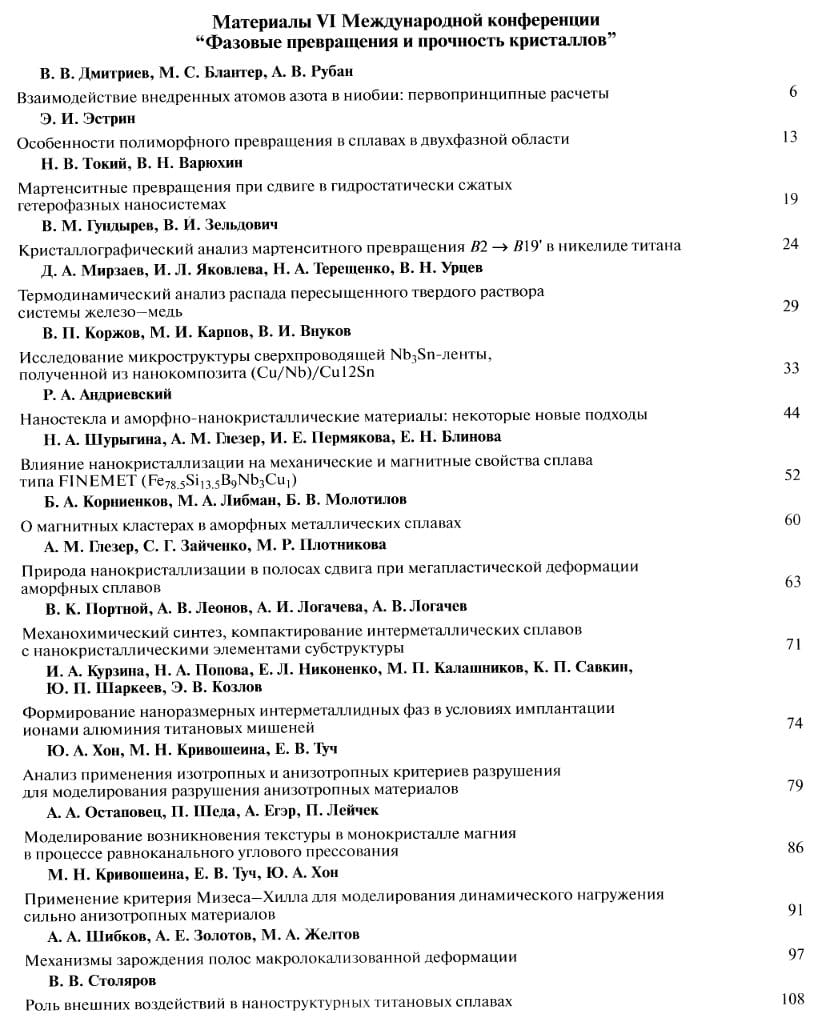 Материалы VI Международной конференции
“Фазовые превращения и прочность кристаллов”
В. В. Дмитриев, М. С. Блантер, А. В. Рубан
Взаимодействие внедренных атомов азота в ниобии: первопринципные расчеты 6
Э. И. Эстрин
Особенности полиморфного превращения в сплавах в двухфазной области 13
Н. В. Токий, В. Н. Варюхин
Мартенситные превращения при сдвиге в гидростатически сжатых
гетерофазных наносистемах 19
В. М. Гундырев, В. И. Зельдович
Кристаллографический анализ мартенситного превращения B2 → B19′ в никелиде титана 24
Д. А. Мирзаев, И. Л. Яковлева, Н. А. Терещенко, В. Н. Урцев
Термодинамический анализ распада пересыщенного твердого раствора
системы железо–медь 29
В. П. Коржов, М. И. Карпов, В. И. Внуков
Исследование микроструктуры сверхпроводящей Nb₃Sn-ленты,
полученной из нанокомпозита (Cu/Nb)/Cu12Sn 33
Р. А. Андриевский
Наностекла и аморфно-нанокристаллические материалы: некоторые новые подходы 44
Н. А. Шурыгина, А. М. Глезер, И. Е. Пермякова, Е. Н. Блинова
Влияние нанокристаллизации на механические и магнитные свойства сплава
типа FINEMET (Fe₇₈.₅Si₁₃.₅B₉Nb₃Cu₁) 52
Б. А. Корниенков, М. А. Либман, Б. В. Молотилов
О магнитных кластерах в аморфных металлических сплавах 60
А. М. Глезер, С. Г. Зайченко, М. Р. Плотникова
Природа нанокристаллизации в полосах сдвига при мегапластической деформации
аморфных сплавов 63
В. К. Портной, А. В. Леонов, А. И. Логачева, А. В. Логачев
Механохимический синтез, компактирование интерметаллических сплавов
с нанокристаллическими элементами субструктуры 71
И. А. Курзина, Н. А. Попова, Е. Л. Никоненко, М. П. Калашников, К. П. Савкин,
Ю. П. Шаркеев, Э. В. Козлов
Формирование наноразмерных интерметаллидных фаз в условиях имплантации
ионами алюминия титановых мишеней 74
Ю. А. Хон, М. Н. Кривошеина, Е. В. Туч
Анализ применения изотропных и анизотропных критериев разрушения
для моделирования разрушения анизотропных материалов 79
А. А. Остаповец, П. Шеда, А. Егэр, П. Лейчек
Моделирование возникновения текстуры в монокристалле магния
в процессе равноканального углового прессования 86
М. Н. Кривошеина, Е. В. Туч, Ю. А. Хон
Применение критерия Мизеса–Хилла для моделирования динамического нагружения
сильно анизотропных материалов 91
А. А. Шибков, А. Е. Золотов, М. А. Желтов
Механизмы зарождения полос макролокализованной деформации 97
В. В. Столяров
Роль внешних воздействий в наноструктурных титановых сплавах 108